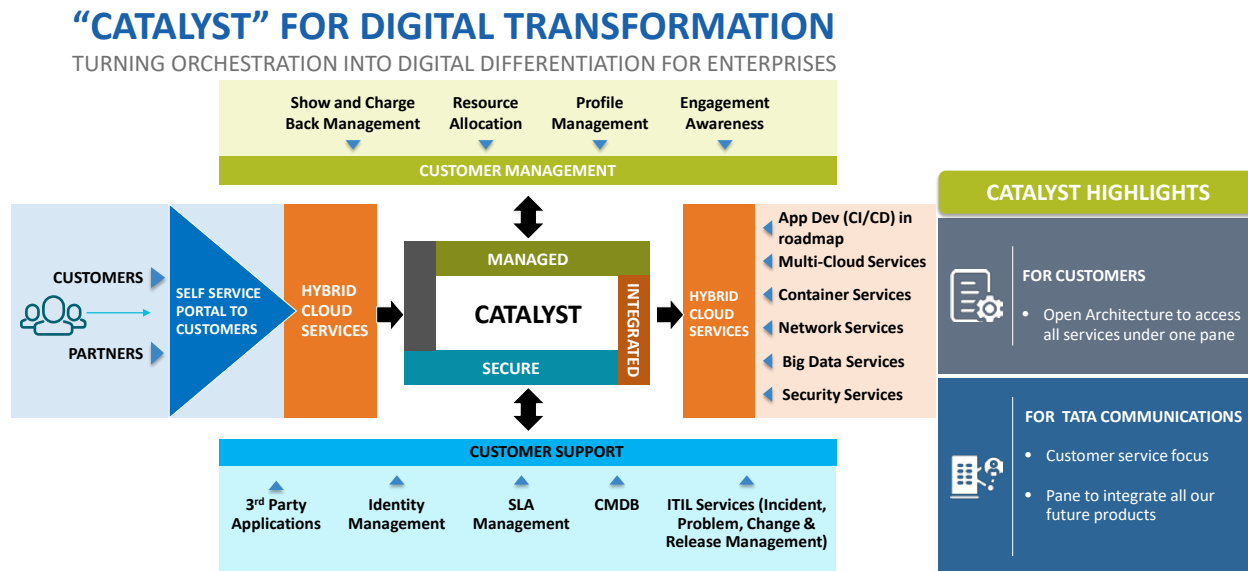 “CATALYST” FOR DIGITAL TRANSFORMATION
TURNING ORCHESTRATION INTO DIGITAL DIFFERENTIATION FOR ENTERPRISES
Show and Charge
Back Management
Resource
Allocation
Profile
Management
Engagement
Awareness
CUSTOMER MANAGEMENT
CUSTOMERS
PARTNERS
SELF SERVICE
PORTAL TO
CUSTOMERS
HYBRID
CLOUD
SERVICES
MANAGED
CATALYST
INTEGRATED
SECURE
HYBRID
CLOUD
SERVICES
App Dev (CI/CD) in
roadmap
Multi-Cloud Services
Container Services
Network Services
Big Data Services
Security Services
CUSTOMER SUPPORT
3rd Party
Applications
Identity
Management
SLA
Management
CMDB
ITIL Services (Incident,
Problem, Change &
Release Management)
CATALYST HIGHLIGHTS
FOR CUSTOMERS
• Open Architecture to access
all services under one pane
FOR TATA COMMUNICATIONS
• Customer service focus
• Pane to integrate all our
future products